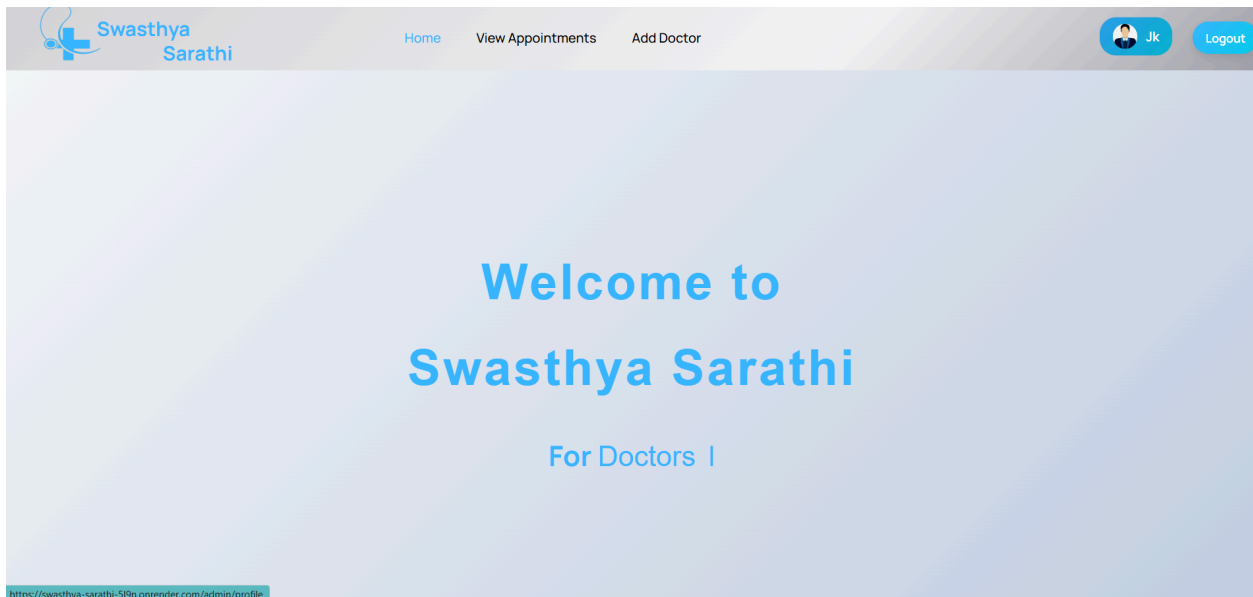 Swasthya
Sarathi
Home View Appointments Add Doctor Jk Logout
Welcome to
Swasthya Sarathi
For Doctors |
https://swasthya-sarathi-5l9n.onrender.com/admin/profile